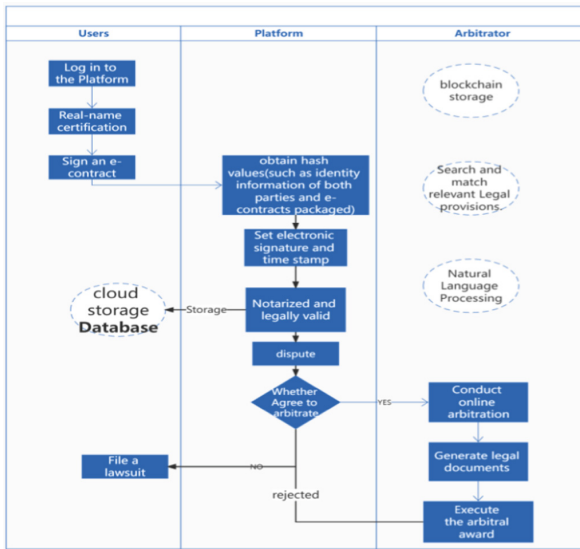 Users
Platform
Arbitrator
Log in to
the Platform
Real-name
certification
Sign an e-
contract
obtain hash
values(such as identity
information of both
parties and e-
contracts packaged)
Set electronic
signature and
time stamp
Notarized and
legally valid
Storage
cloud
storage
Database
dispute
Whether
Agree to
arbitrate
YES
NO
File a
lawsuit
rejected
blockchain
storage
Search and
match
relevant Legal
provisions.
Natural
Language
Processing
Conduct
online
arbitration
Generate legal
documents
Execute
the arbitral
award